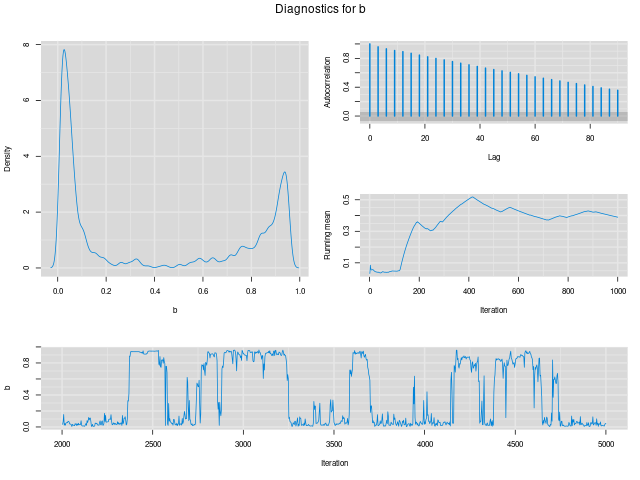 Diagnostics for b
Density
8
6
4
2
0
0.0 0.2 0.4 0.6 0.8 1.0
b
Autocorrelation
0.8
0.4
0.0
0 20 40 60 80
Lag
Running mean
0.5
0.3
0.1
0 200 400 600 800 1000
Iteration
b
0.8
0.4
0.0
2000 2500 3000 3500 4000 4500 5000
Iteration